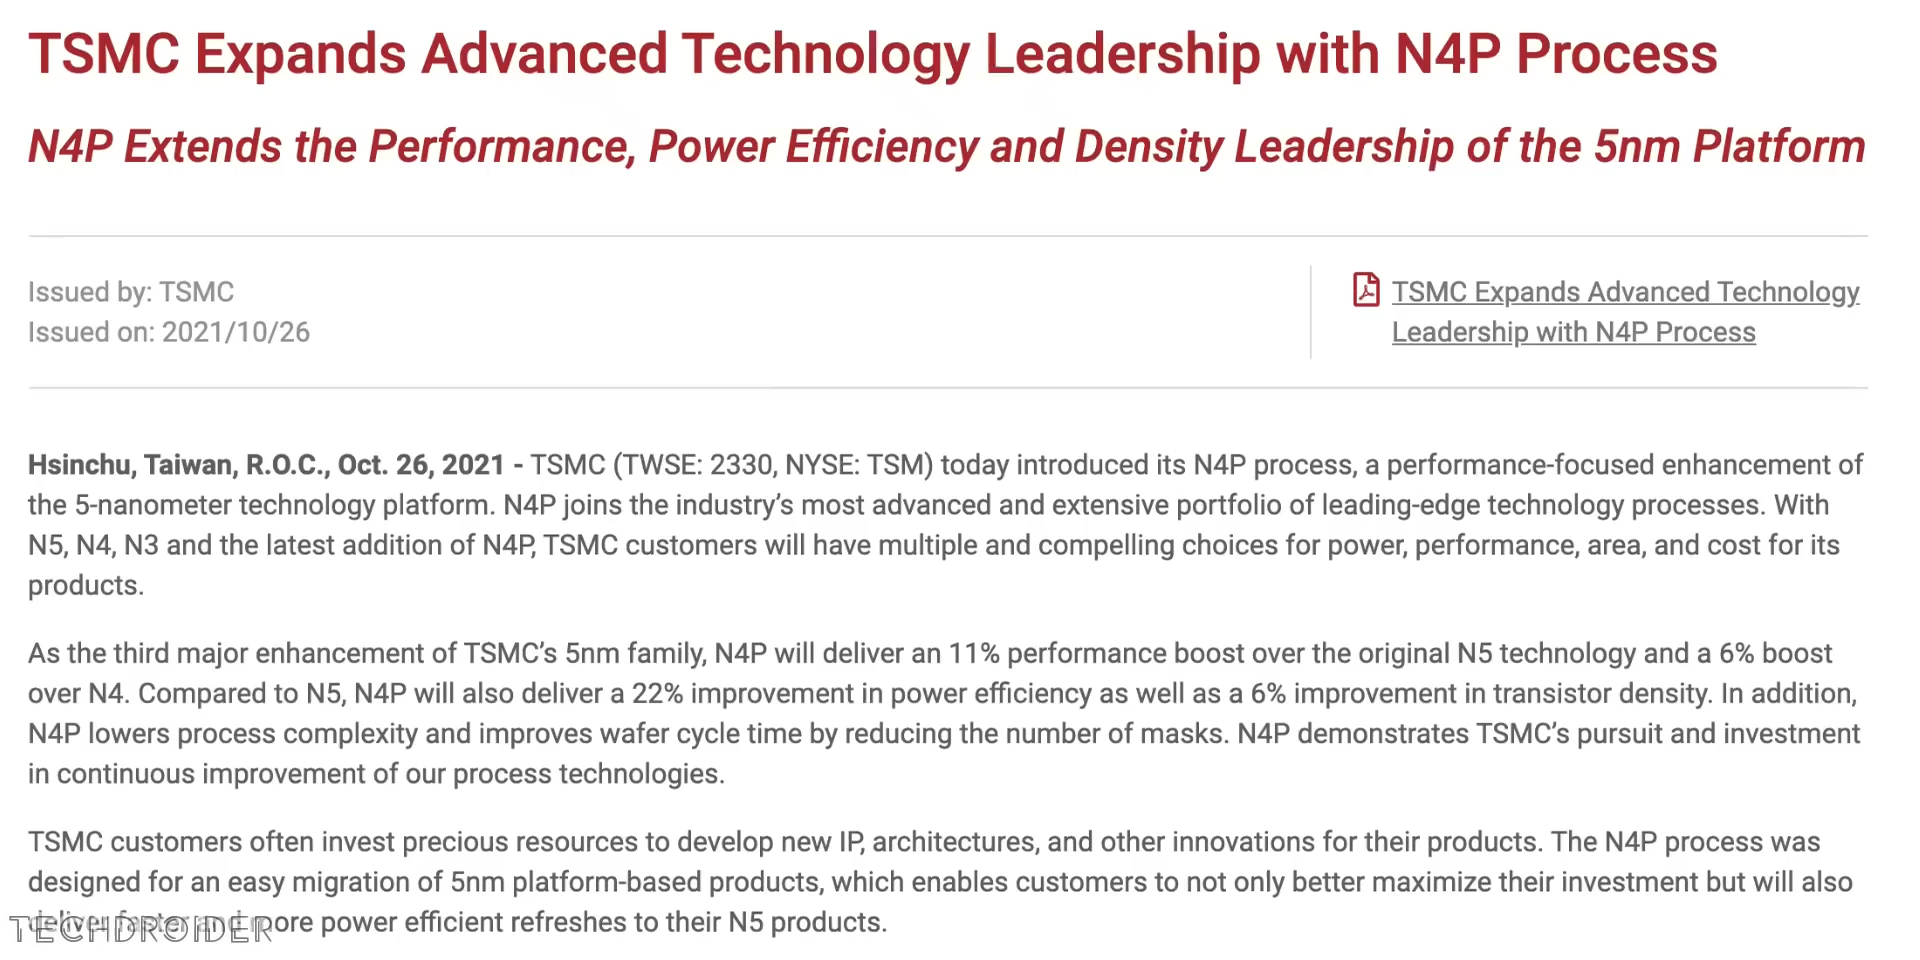 TSMC Expands Advanced Technology Leadership with N4P Process
N4P Extends the Performance, Power Efficiency and Density Leadership of the 5nm Platform
Issued by: TSMC
Issued on: 2021/10/26
TSMC Expands Advanced Technology
Leadership with N4P Process
Hsinchu, Taiwan, R.O.C., Oct. 26, 2021 - TSMC (TWSE: 2330, NYSE: TSM) today introduced its N4P process, a performance-focused enhancement of
the 5-nanometer technology platform. N4P joins the industry’s most advanced and extensive portfolio of leading-edge technology processes. With
N5, N4, N3 and the latest addition of N4P, TSMC customers will have multiple and compelling choices for power, performance, area, and cost for its
products.
As the third major enhancement of TSMC’s 5nm family, N4P will deliver an 11% performance boost over the original N5 technology and a 6% boost
over N4. Compared to N5, N4P will also deliver a 22% improvement in power efficiency as well as a 6% improvement in transistor density. In addition,
N4P lowers process complexity and improves wafer cycle time by reducing the number of masks. N4P demonstrates TSMC’s pursuit and investment
in continuous improvement of our process technologies.
TSMC customers often invest precious resources to develop new IP, architectures, and other innovations for their products. The N4P process was
designed for an easy migration of 5nm platform-based products, which enables customers to not only better maximize their investment but will also
deliver faster and more power efficient refreshes to their N5 products.
TECHDROIDER